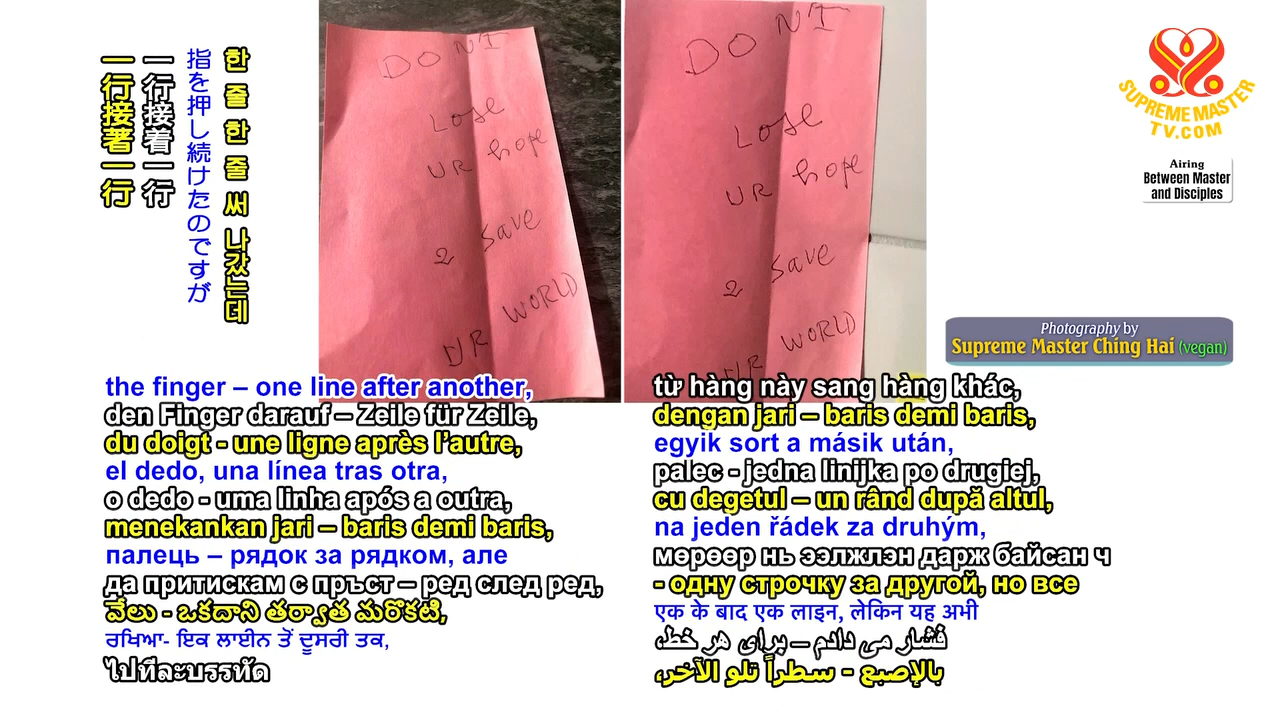 한 줄 한 줄 써 나갔는데
指を押し続けたのですが
一行接着一行
一行接著一行
DONT
Lose
UR hope
2 save
UR WORLD
DONT
Lose
UR hope
2 save
UR WORLD
SUPREME MASTER
TV.COM
Airing
Between Master
and Disciples
Photography by
Supreme Master Ching Hai (vegan)
the finger – one line after another,
den Finger darauf – Zeile für Zeile,
du doigt - une ligne après l'autre,
el dedo, una línea tras otra,
o dedo - uma linha após a outra,
menekankan jari – baris demi baris,
палець – рядок за рядком, але
да притискам с пръст – ред след ред,
వేలు - ఒకదాని తర్వాత మరొకటి,
ਰਖਿਆ- ਇਕ ਲਾਈਨ ਤੋਂ ਦੂਸਰੀ ਤਕ,
ไปทีละบรรทัด
từ hàng này sang hàng khác,
dengan jari – baris demi baris,
egyik sort a másik után,
palec - jedna linijka po drugiej,
cu degetul – un rând după altul,
na jeden řádek za druhým,
мөрөөр нь ээлжлэн дарж байсан ч
- одну строчку за другой, но все
एक के बाद एक लाइन, लेकिन यह अभी
فشار می دادم – برای هر خط،
بالإصبع - سطراً تلو الآخر،